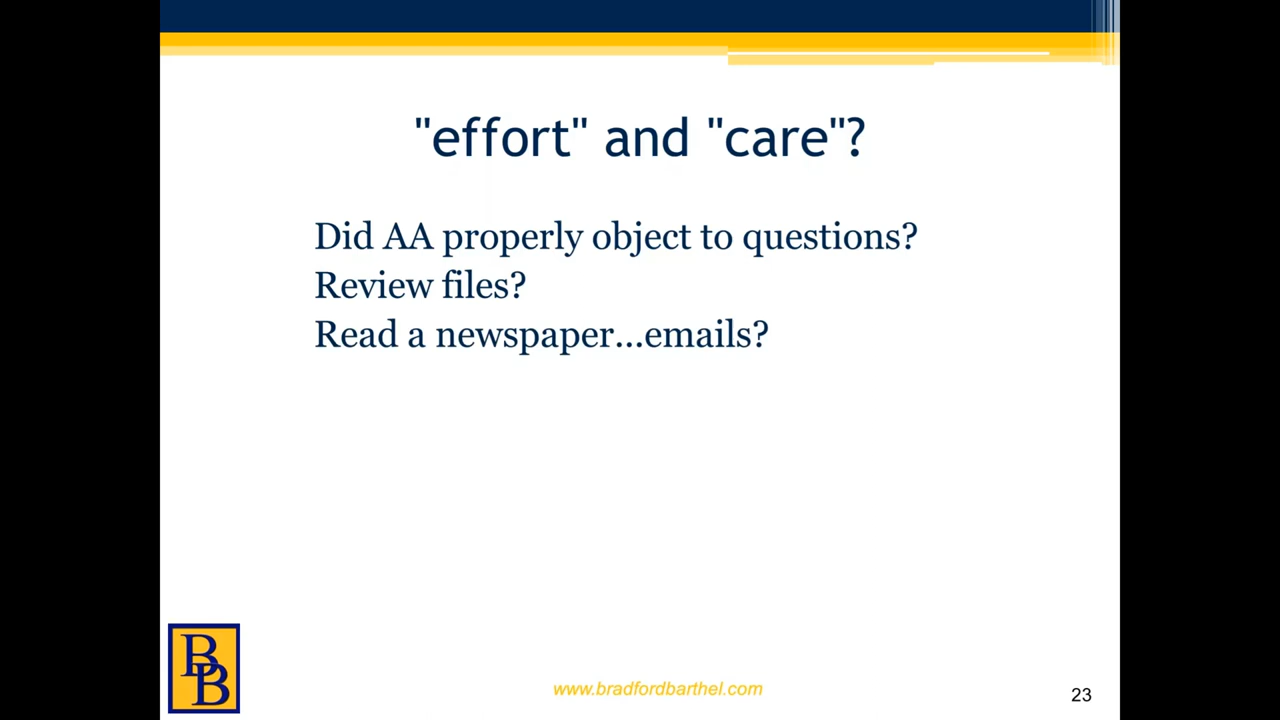 "effort" and "care"?
Did AA properly object to questions?
Review files?
Read a newspaper...emails?
BB
www.bradfordbarthel.com
23